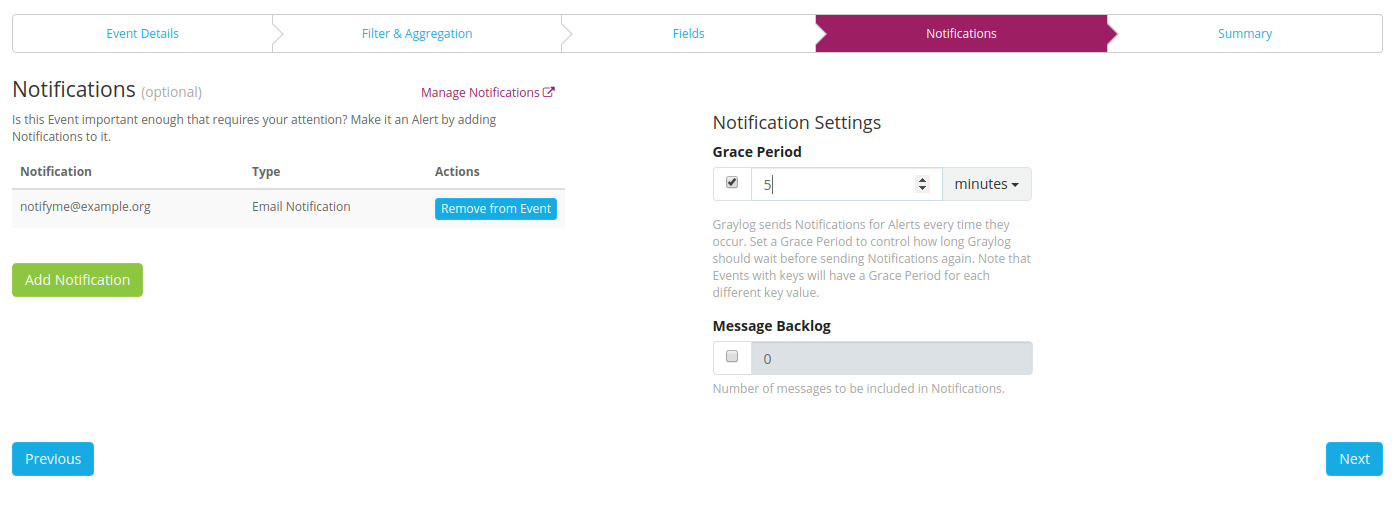 Event Details
Filter & Aggregation
Fields
Notifications
Summary
Notifications (optional)
Manage Notifications
Is this Event important enough that requires your attention? Make it an Alert by adding
Notifications to it.
Notification Type Actions
notifyme@example.org Email Notification Remove from Event
Add Notification
Notification Settings
Grace Period
5 minutes
Graylog sends Notifications for Alerts every time they
occur. Set a Grace Period to control how long Graylog
should wait before sending Notifications again. Note that
Events with keys will have a Grace Period for each
different key value.
Message Backlog
0
Number of messages to be included in Notifications.
Previous
Next